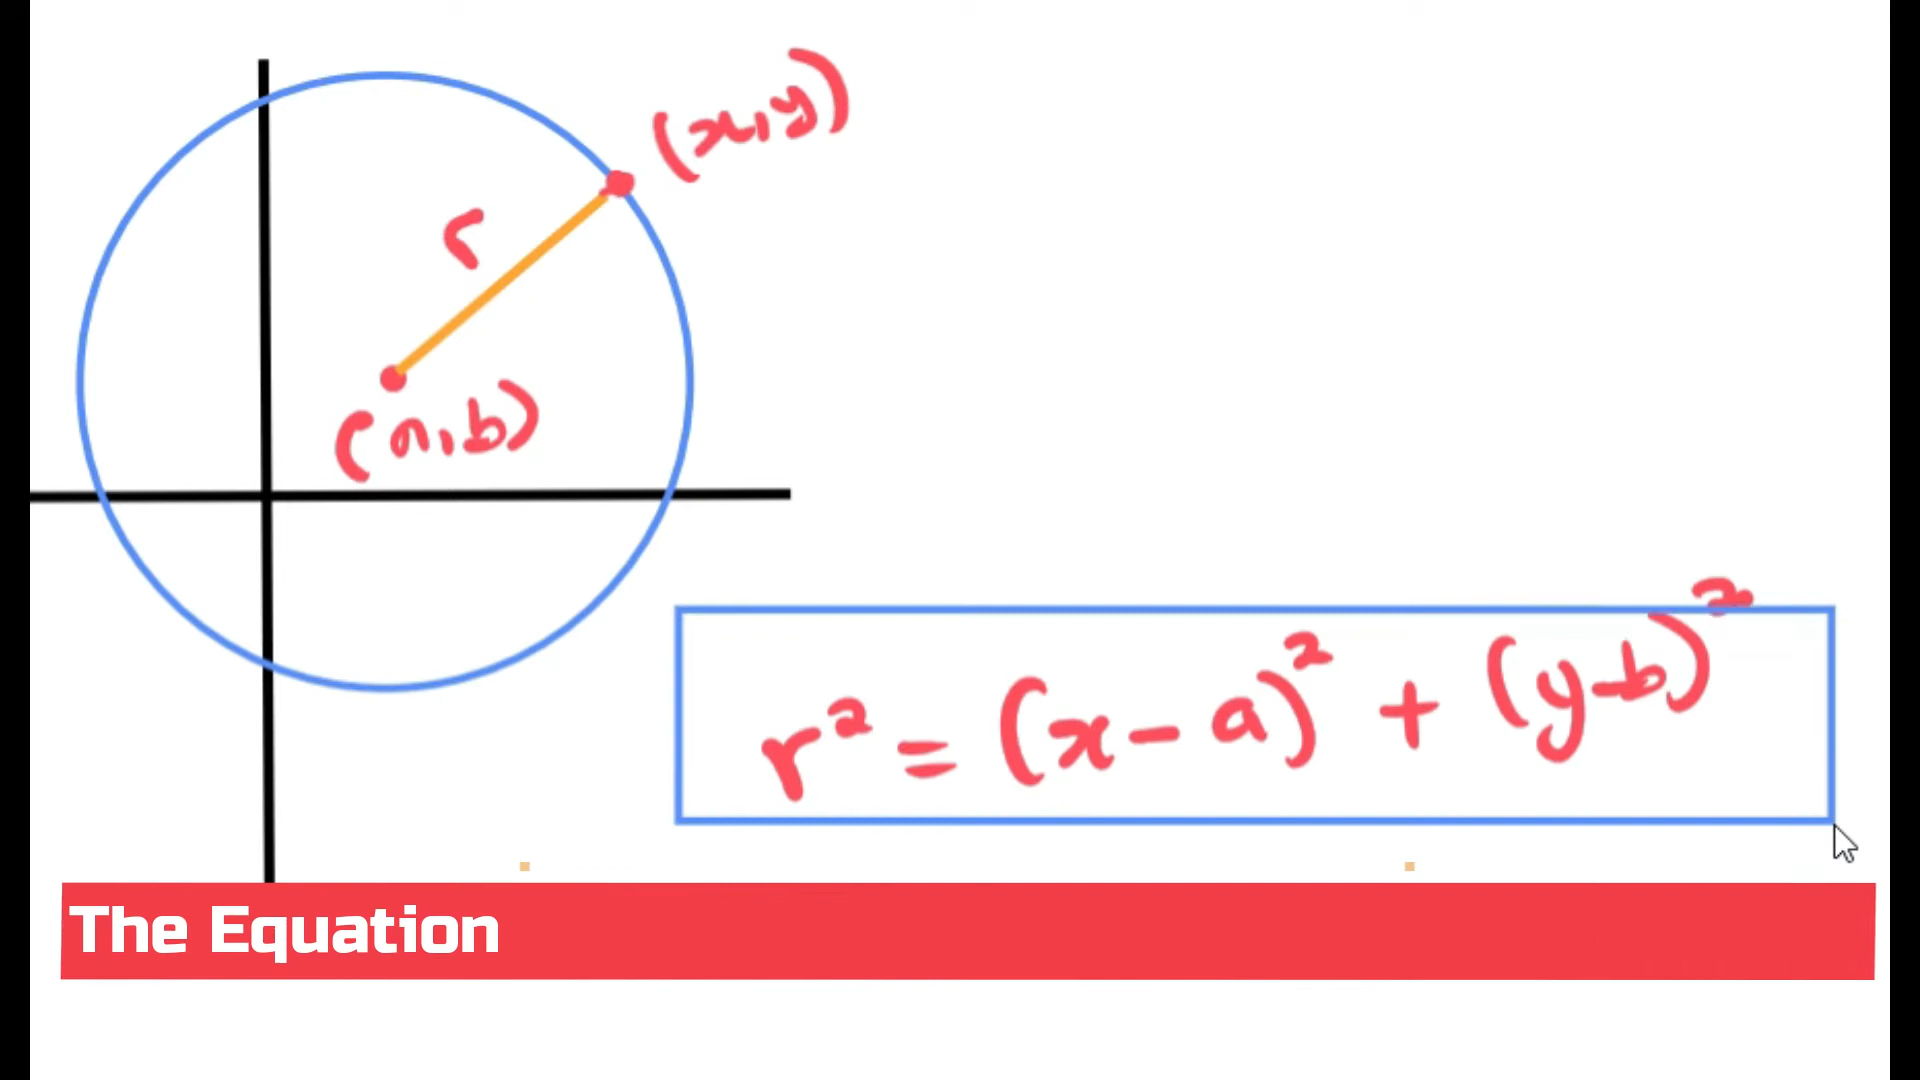 (x,y)
r
(a,b)
r² = (x - a)² + (y - b)²
The Equation